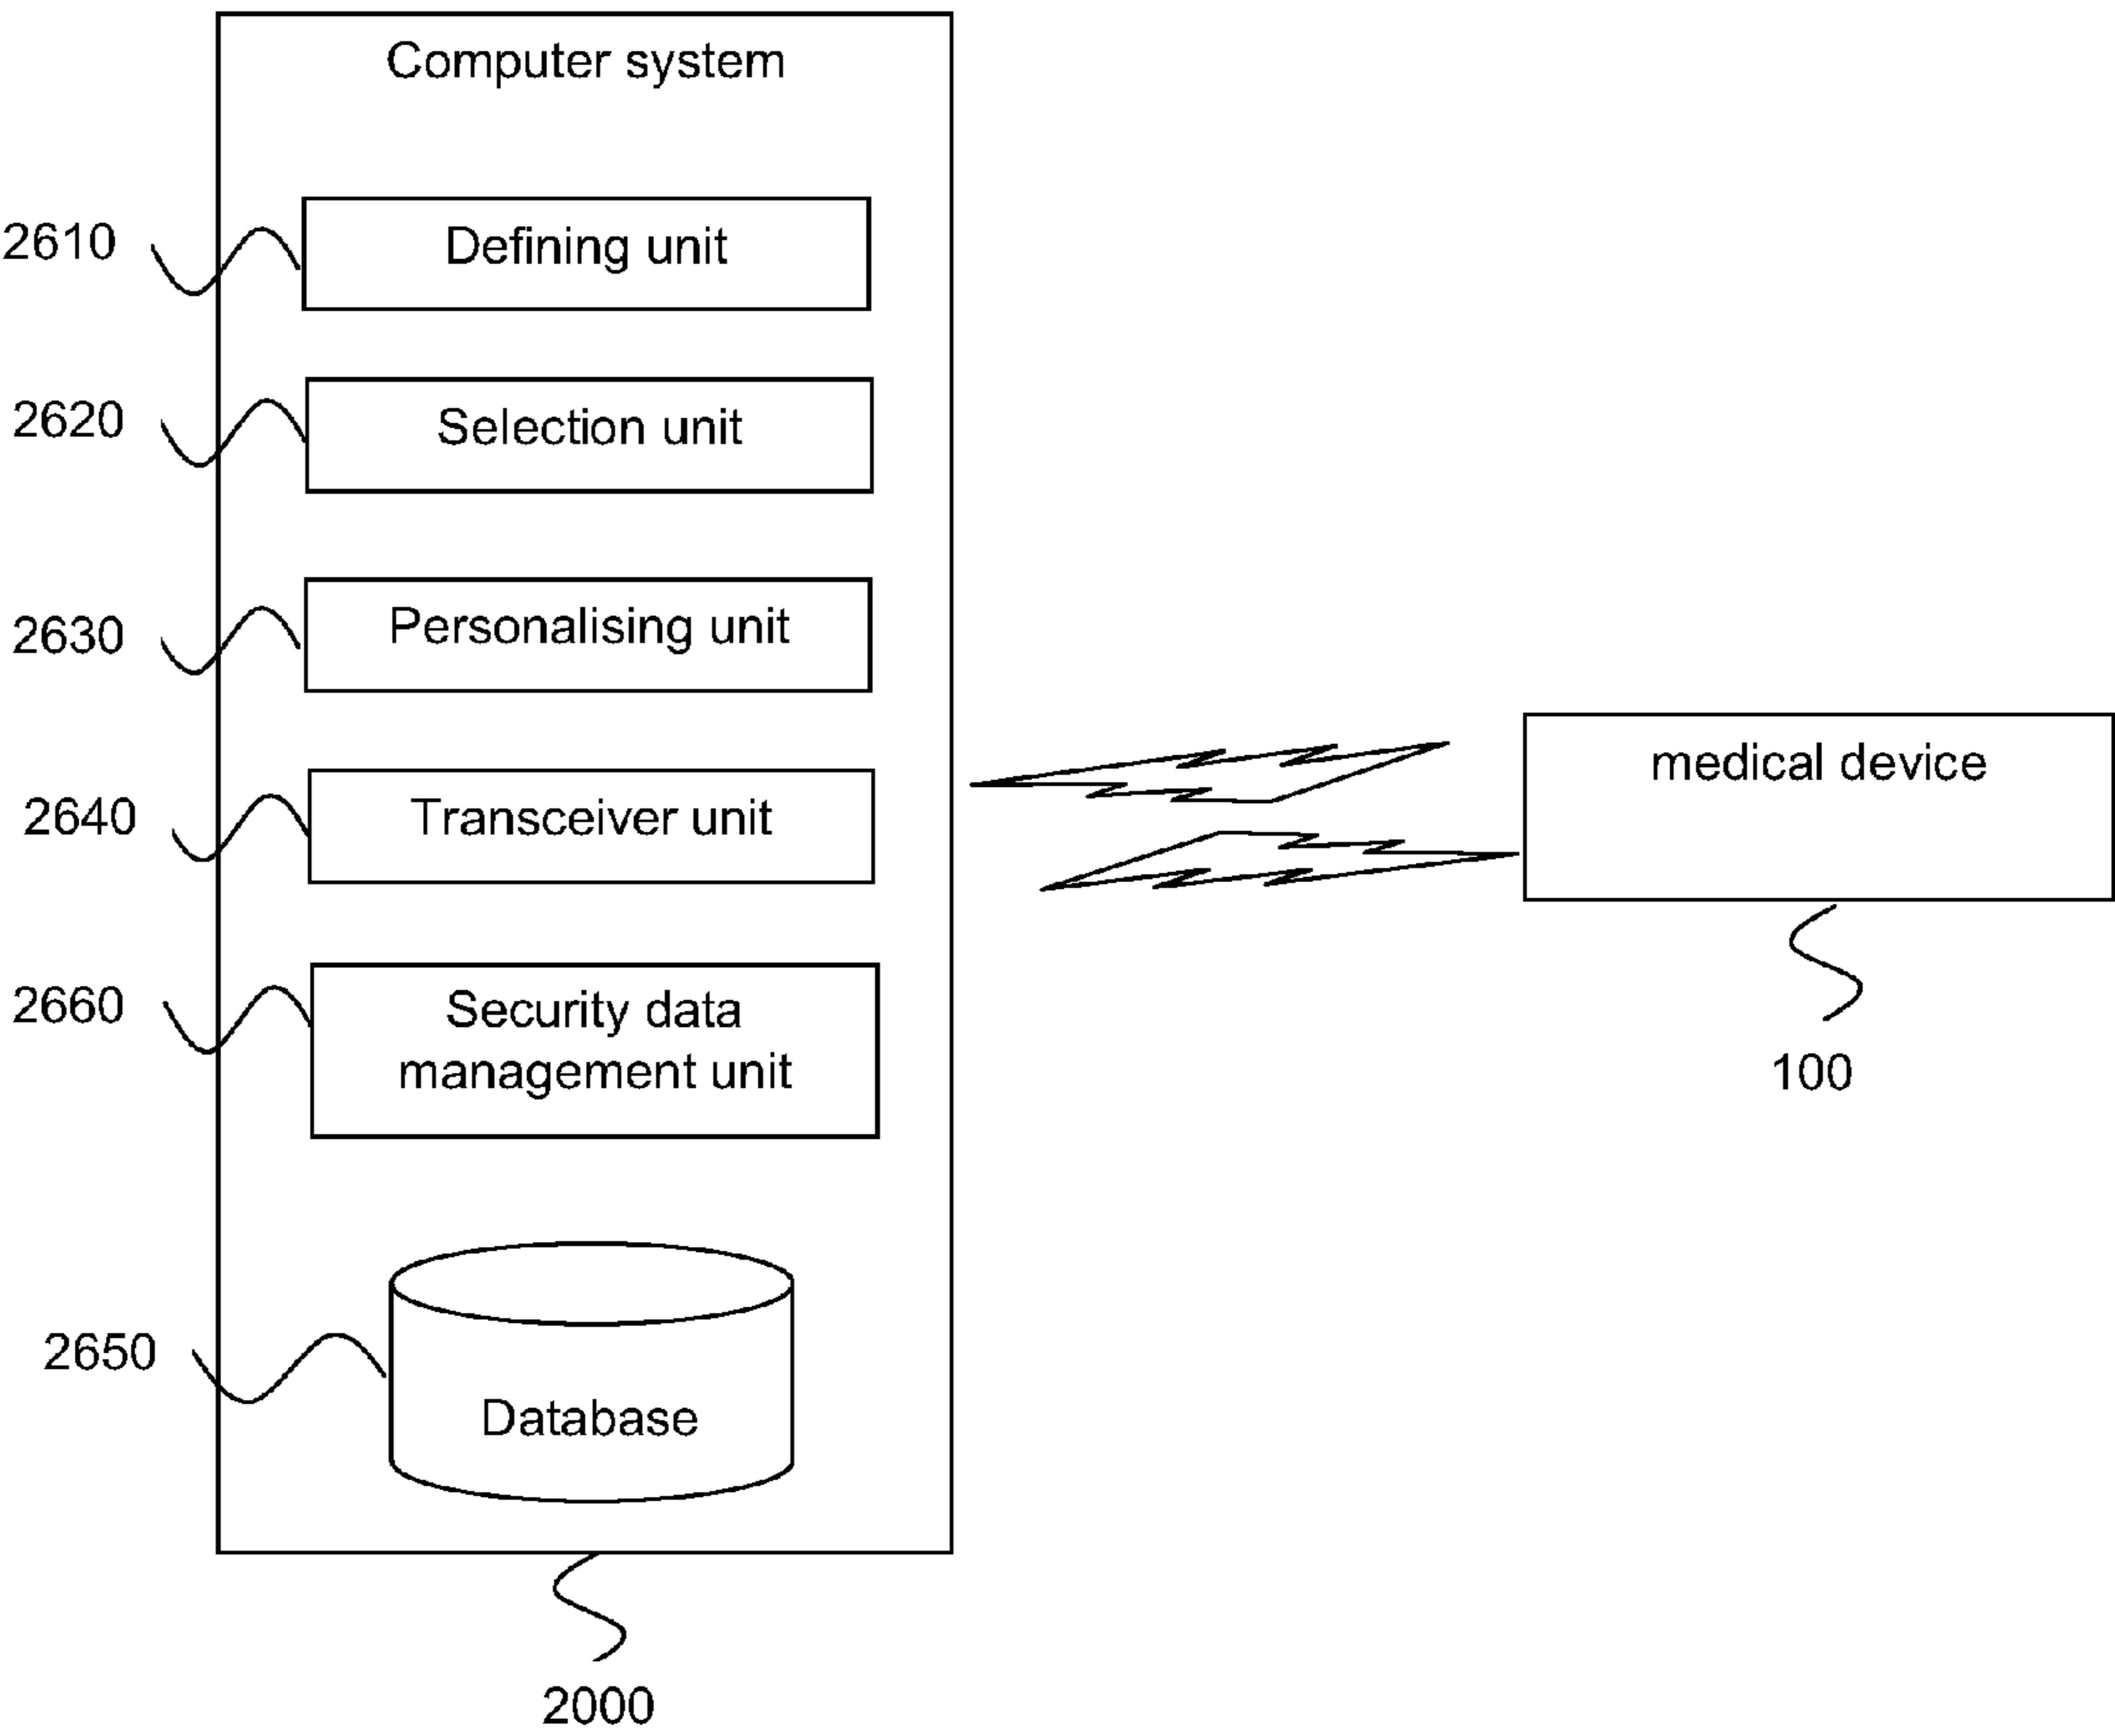 Computer system
2610
Defining unit
2620
Selection unit
2630
Personalising unit
2640
Transceiver unit
medical device
2660
Security data
management unit
100
2650
Database
2000